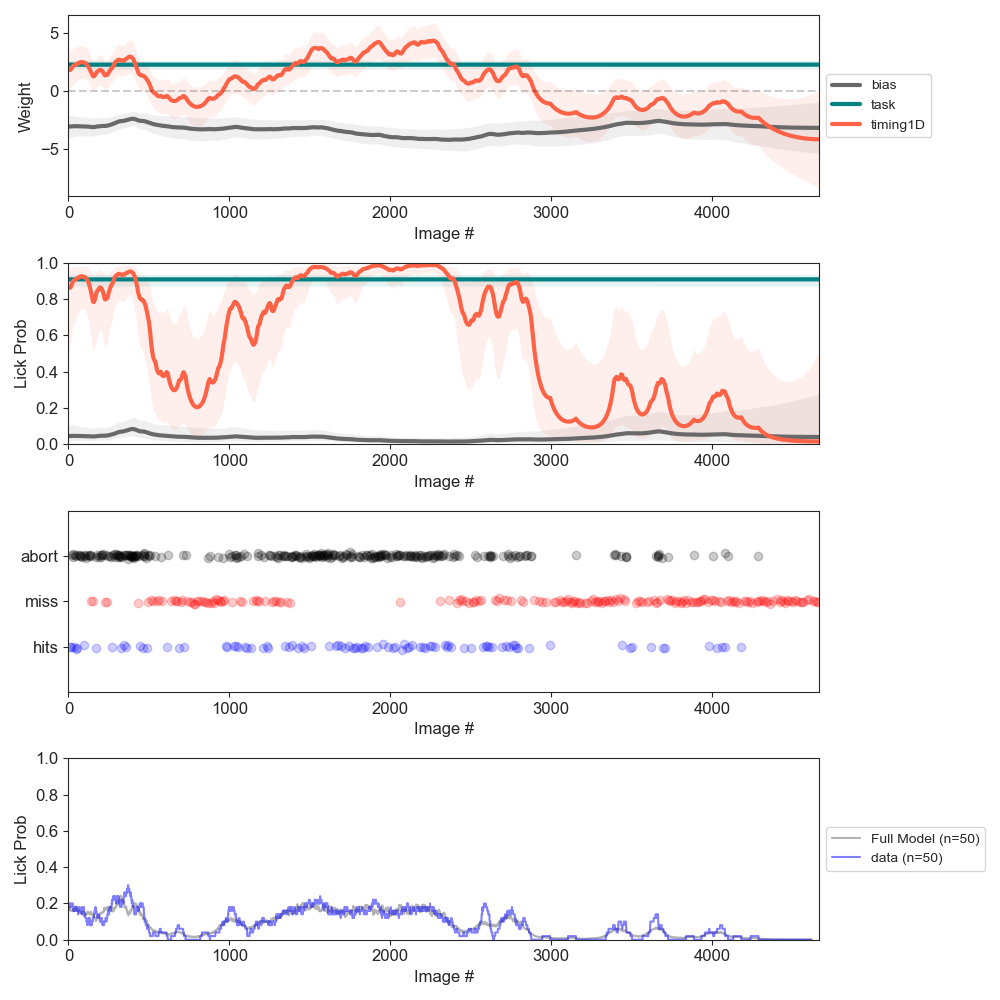 5
0
−5
Weight
0 1000 2000 3000 4000
Image #
bias
task
timing1D
1.0
0.8
0.6
0.4
0.2
0.0
Lick Prob
0 1000 2000 3000 4000
Image #
abort
miss
hits
0 1000 2000 3000 4000
Image #
1.0
0.8
0.6
0.4
0.2
0.0
Lick Prob
0 1000 2000 3000 4000
Image #
Full Model (n=50)
data (n=50)